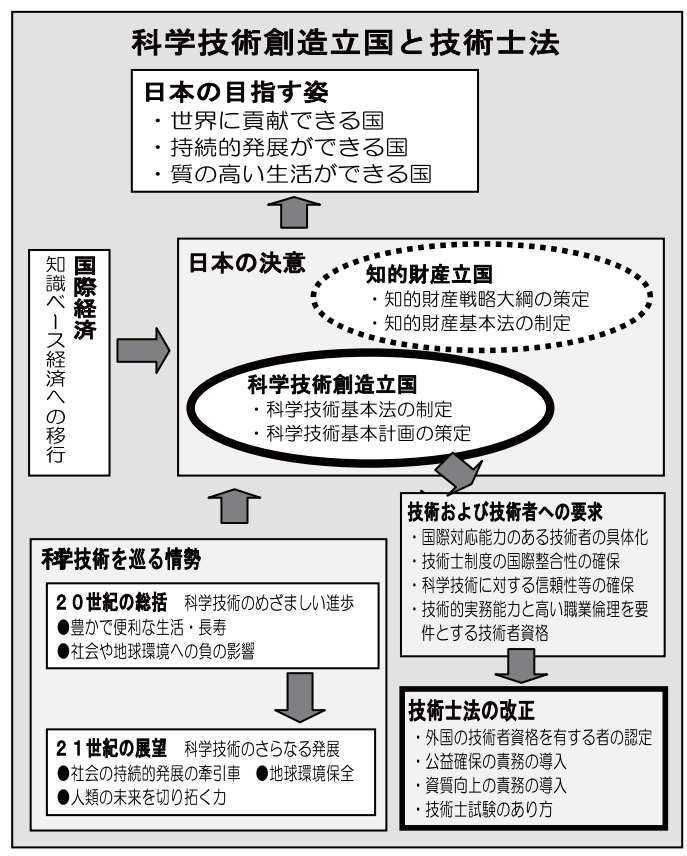 科学技術創造立国と技術士法
日本の目指す姿
・世界に貢献できる国
・持続的発展ができる国
・質の高い生活ができる国
国際経済
知識ベース経済への移行
日本の決意
知的財産立国
・知的財産戦略大綱の策定
・知的財産基本法の制定
科学技術創造立国
・科学技術基本法の制定
・科学技術基本計画の策定
科学技術を巡る情勢
20世紀の総括 科学技術のめざましい進歩
●豊かで便利な生活・長寿
●社会や地球環境への負の影響
21世紀の展望 科学技術のさらなる発展
●社会の持続的発展の牽引車 ●地球環境保全
●人類の未来を切り拓く力
技術および技術者への要求
・国際対応能力のある技術者の具体化
・技術士制度の国際整合性の確保
・科学技術に対する信頼性等の確保
・技術的実務能力と高い職業倫理を要
件とする技術者資格
技術士法の改正
・外国の技術者資格を有する者の認定
・公益確保の責務の導入
・資質向上の責務の導入
・技術士試験のあり方